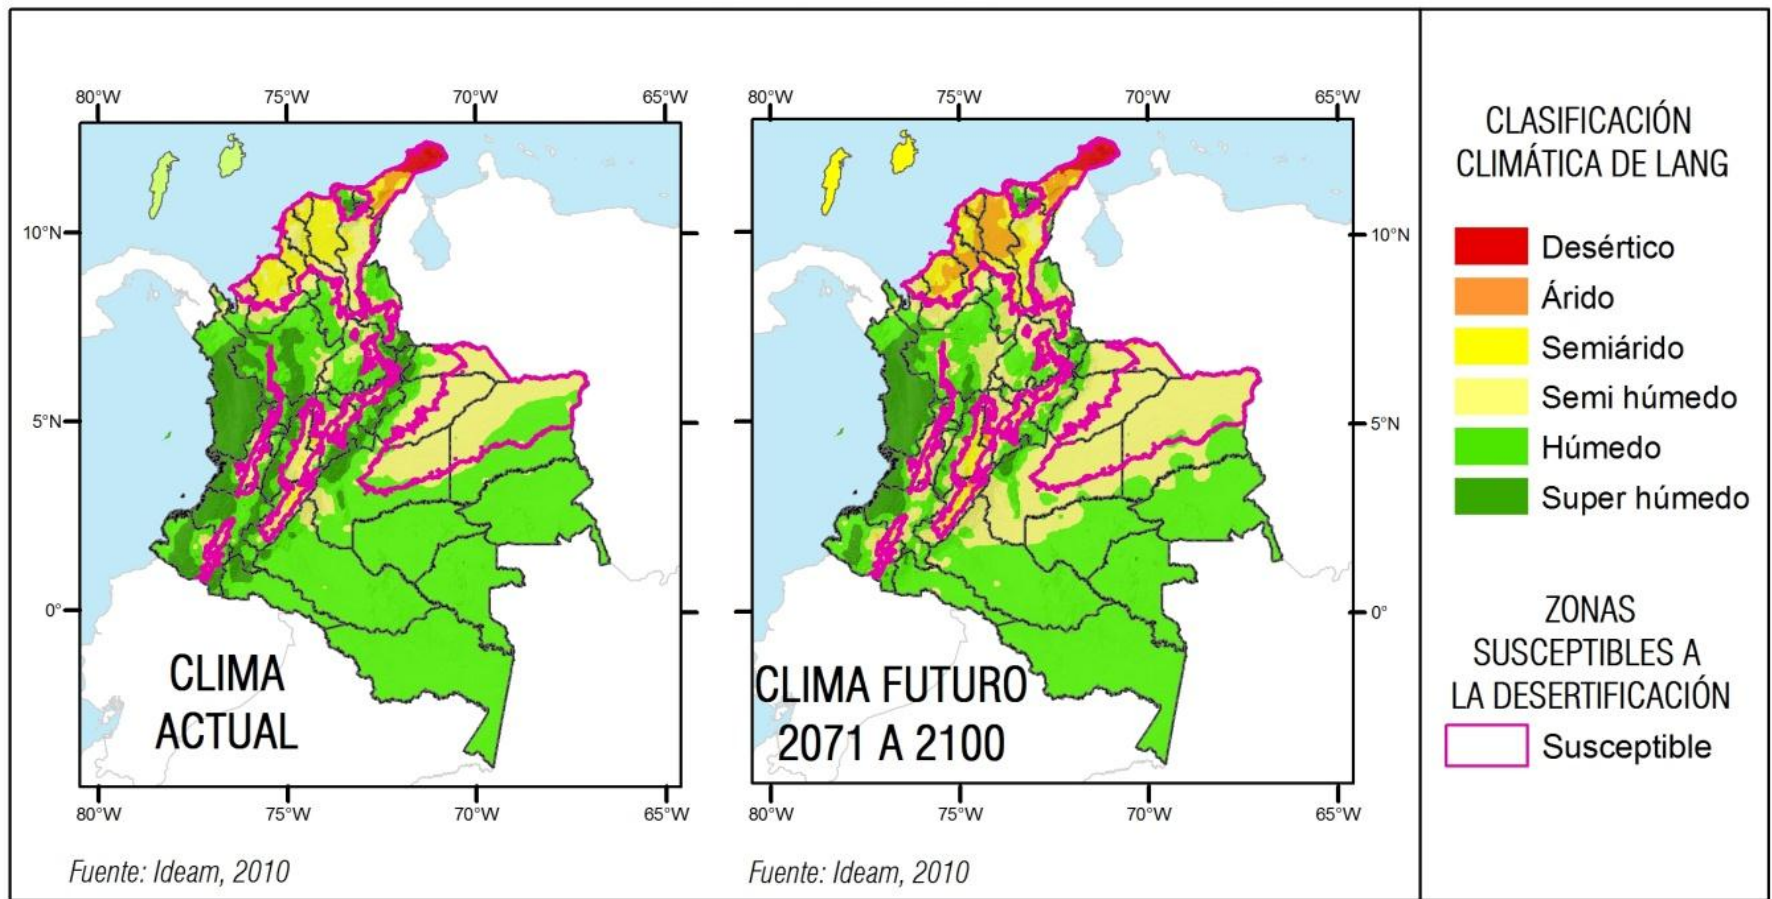 80°W 75°W 70°W 65°W
10°N
5°N
0°
CLIMA
ACTUAL
80°W 75°W 70°W 65°W
Fuente: Ideam, 2010
80°W 75°W 70°W 65°W
10°N
5°N
0°
CLIMA FUTURO
2071 A 2100
80°W 75°W 70°W 65°W
Fuente: Ideam, 2010
CLASIFICACIÓN
CLIMÁTICA DE LANG
Desértico
Árido
Semiárido
Semi húmedo
Húmedo
Super húmedo
ZONAS
SUSCEPTIBLES A
LA DESERTIFICACIÓN
Susceptible